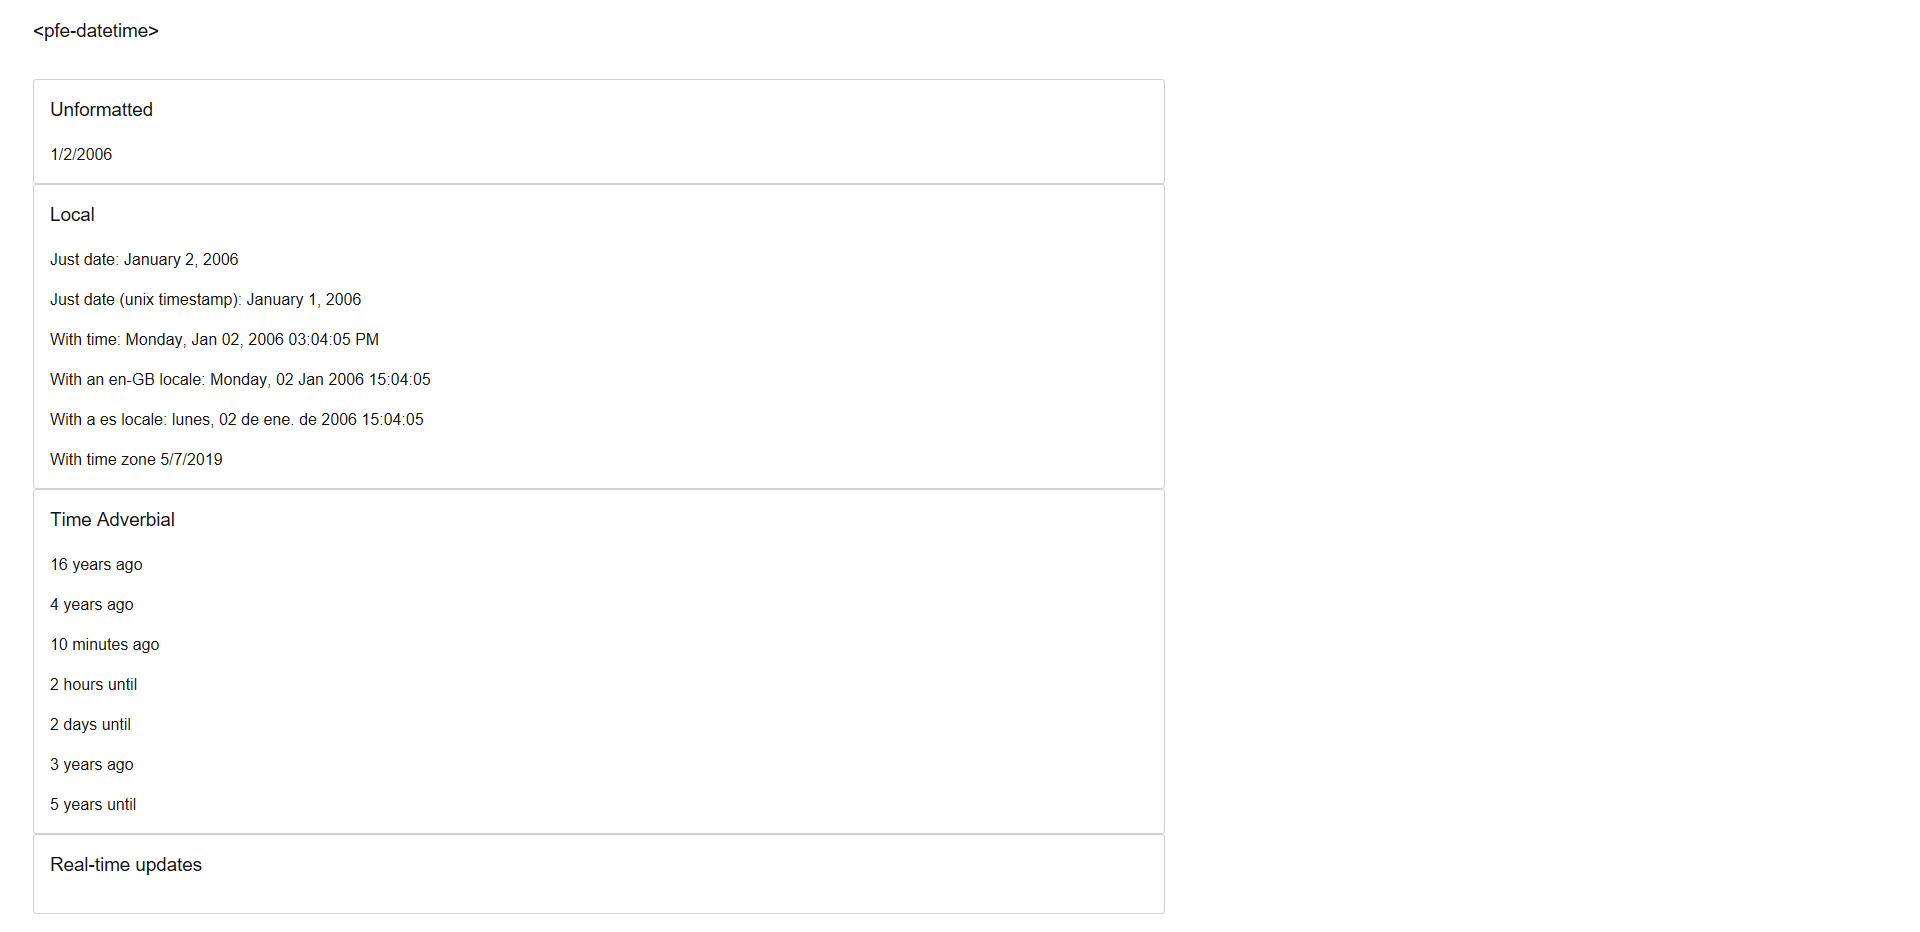 <pfe-datetime>
Unformatted
1/2/2006
Local
Just date: January 2, 2006
Just date (unix timestamp): January 1, 2006
With time: Monday, Jan 02, 2006 03:04:05 PM
With an en-GB locale: Monday, 02 Jan 2006 15:04:05
With a es locale: lunes, 02 de ene. de 2006 15:04:05
With time zone 5/7/2019
Time Adverbial
16 years ago
4 years ago
10 minutes ago
2 hours until
2 days until
3 years ago
5 years until
Real-time updates